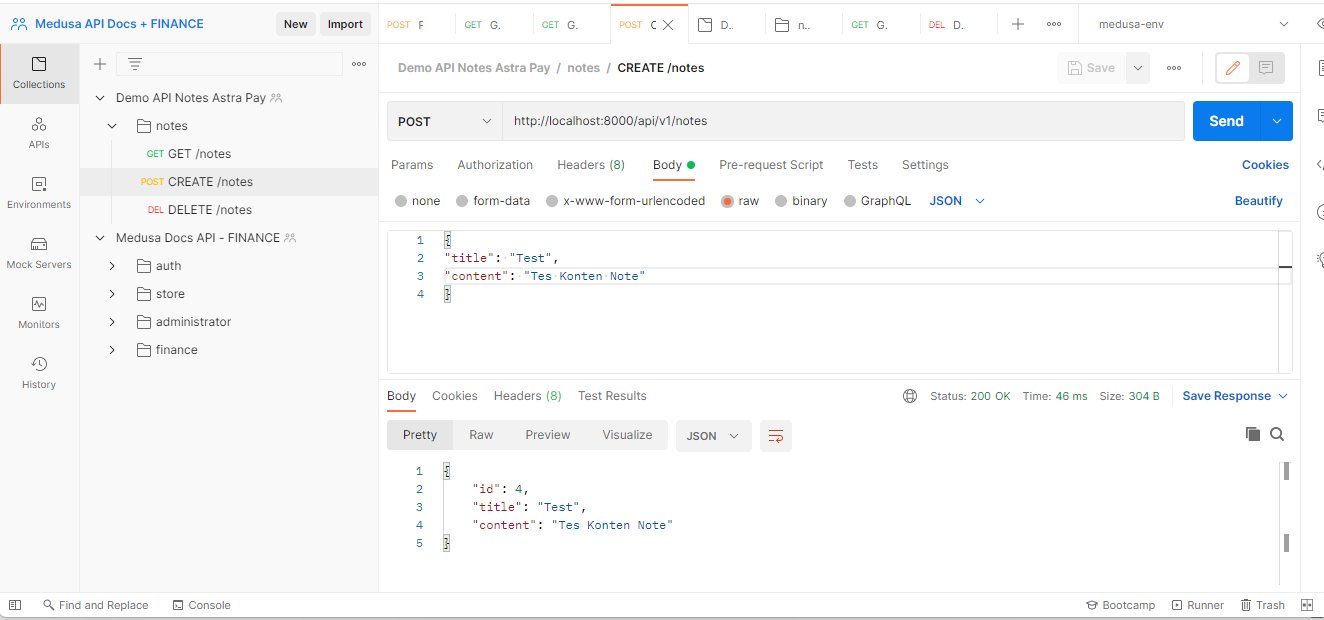 Medusa API Docs + FINANCE New Import
POST F GET G. GET G. POST C D.. n.. GET G. DEL D. medusa-env
Collections
APIs
Environments
Mock Servers
Monitors
History
Demo API Notes Astra Pay
notes
GET GET /notes
POST CREATE /notes
DEL DELETE /notes
Medusa Docs API - FINANCE
auth
store
administrator
finance
Demo API Notes Astra Pay / notes / CREATE /notes Save
POST http://localhost:8000/api/v1/notes Send
Params Authorization Headers (8) Body Pre-request Script Tests Settings Cookies
none form-data x-www-form-urlencoded raw binary GraphQL JSON Beautify
1 {
2 "title": "Test",
3 "content": "Tes Konten Note"
4 }
Body Cookies Headers (8) Test Results Status: 200 OK Time: 46 ms Size: 304 B Save Response
Pretty Raw Preview Visualize JSON
1 {
2 "id": 4,
3 "title": "Test",
4 "content": "Tes Konten Note"
5 }
Find and Replace Console Bootcamp Runner Trash